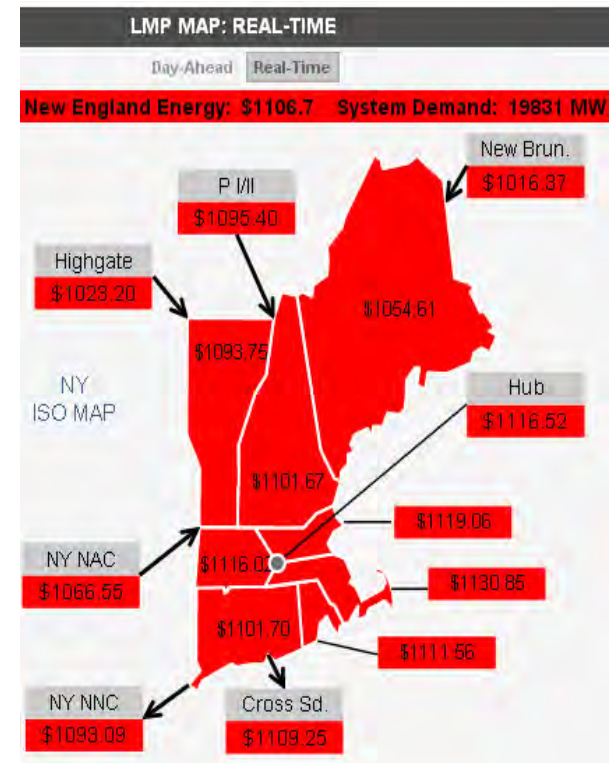 LMP MAP: REAL-TIME
Day-Ahead Real-Time
New England Energy: $1106.7 System Demand: 19831 MW
New Brun.
$1016.37
P I/II
$1095.40
Highgate
$1023.20
$1054.61
$1093.75
NY
ISO MAP
Hub
$1116.52
$1101.67
$1119.06
NY NAC
$1066.55
$1116.02
$1130.85
$1101.70
$1111.56
NY NNC
$1093.09
Cross Sd.
$1109.25